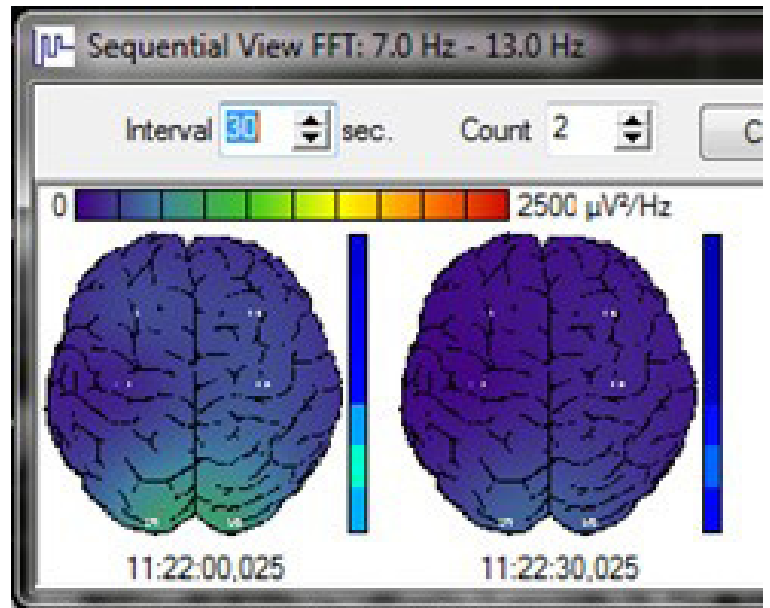 Sequential View FFT: 7.0 Hz - 13.0 Hz
Interval 30 sec. Count 2 C
0 2500 µV²/Hz
11:22:00,025 11:22:30,025